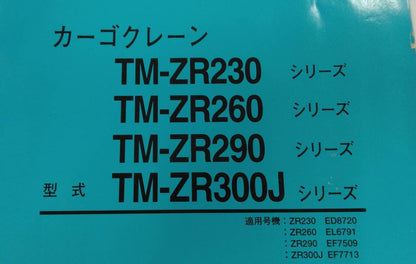 カーゴクレーン
TM-ZR230 シリーズ
TM-ZR260 シリーズ
TM-ZR290 シリーズ
型式 TM-ZR300J シリーズ
適用号機：ZR230 ED8720
：ZR260 EL6791
：ZR290 EF7509
：ZR300J EF7713